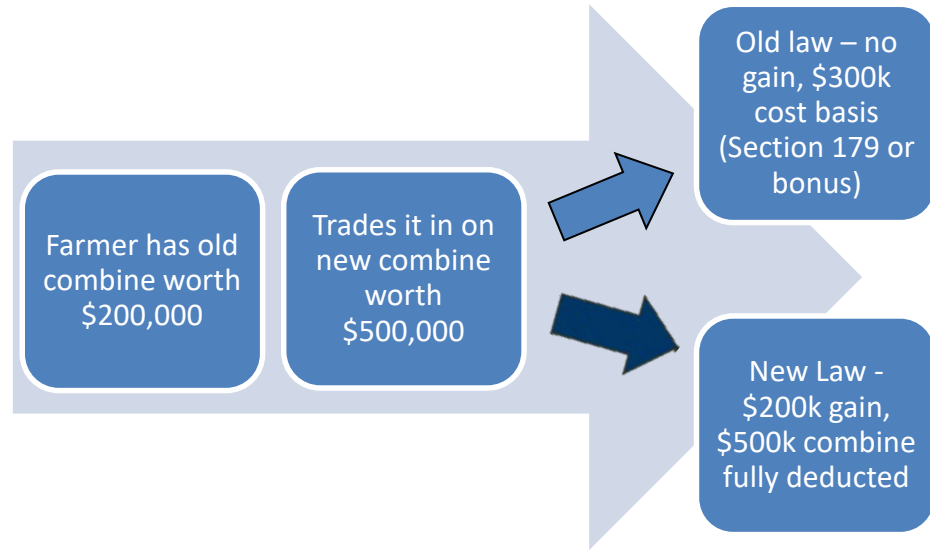 Farmer has old
combine worth
$200,000
Trades it in on
new combine
worth
$500,000
Old law – no
gain, $300k
cost basis
(Section 179 or
bonus)
New Law -
$200k gain,
$500k combine
fully deducted